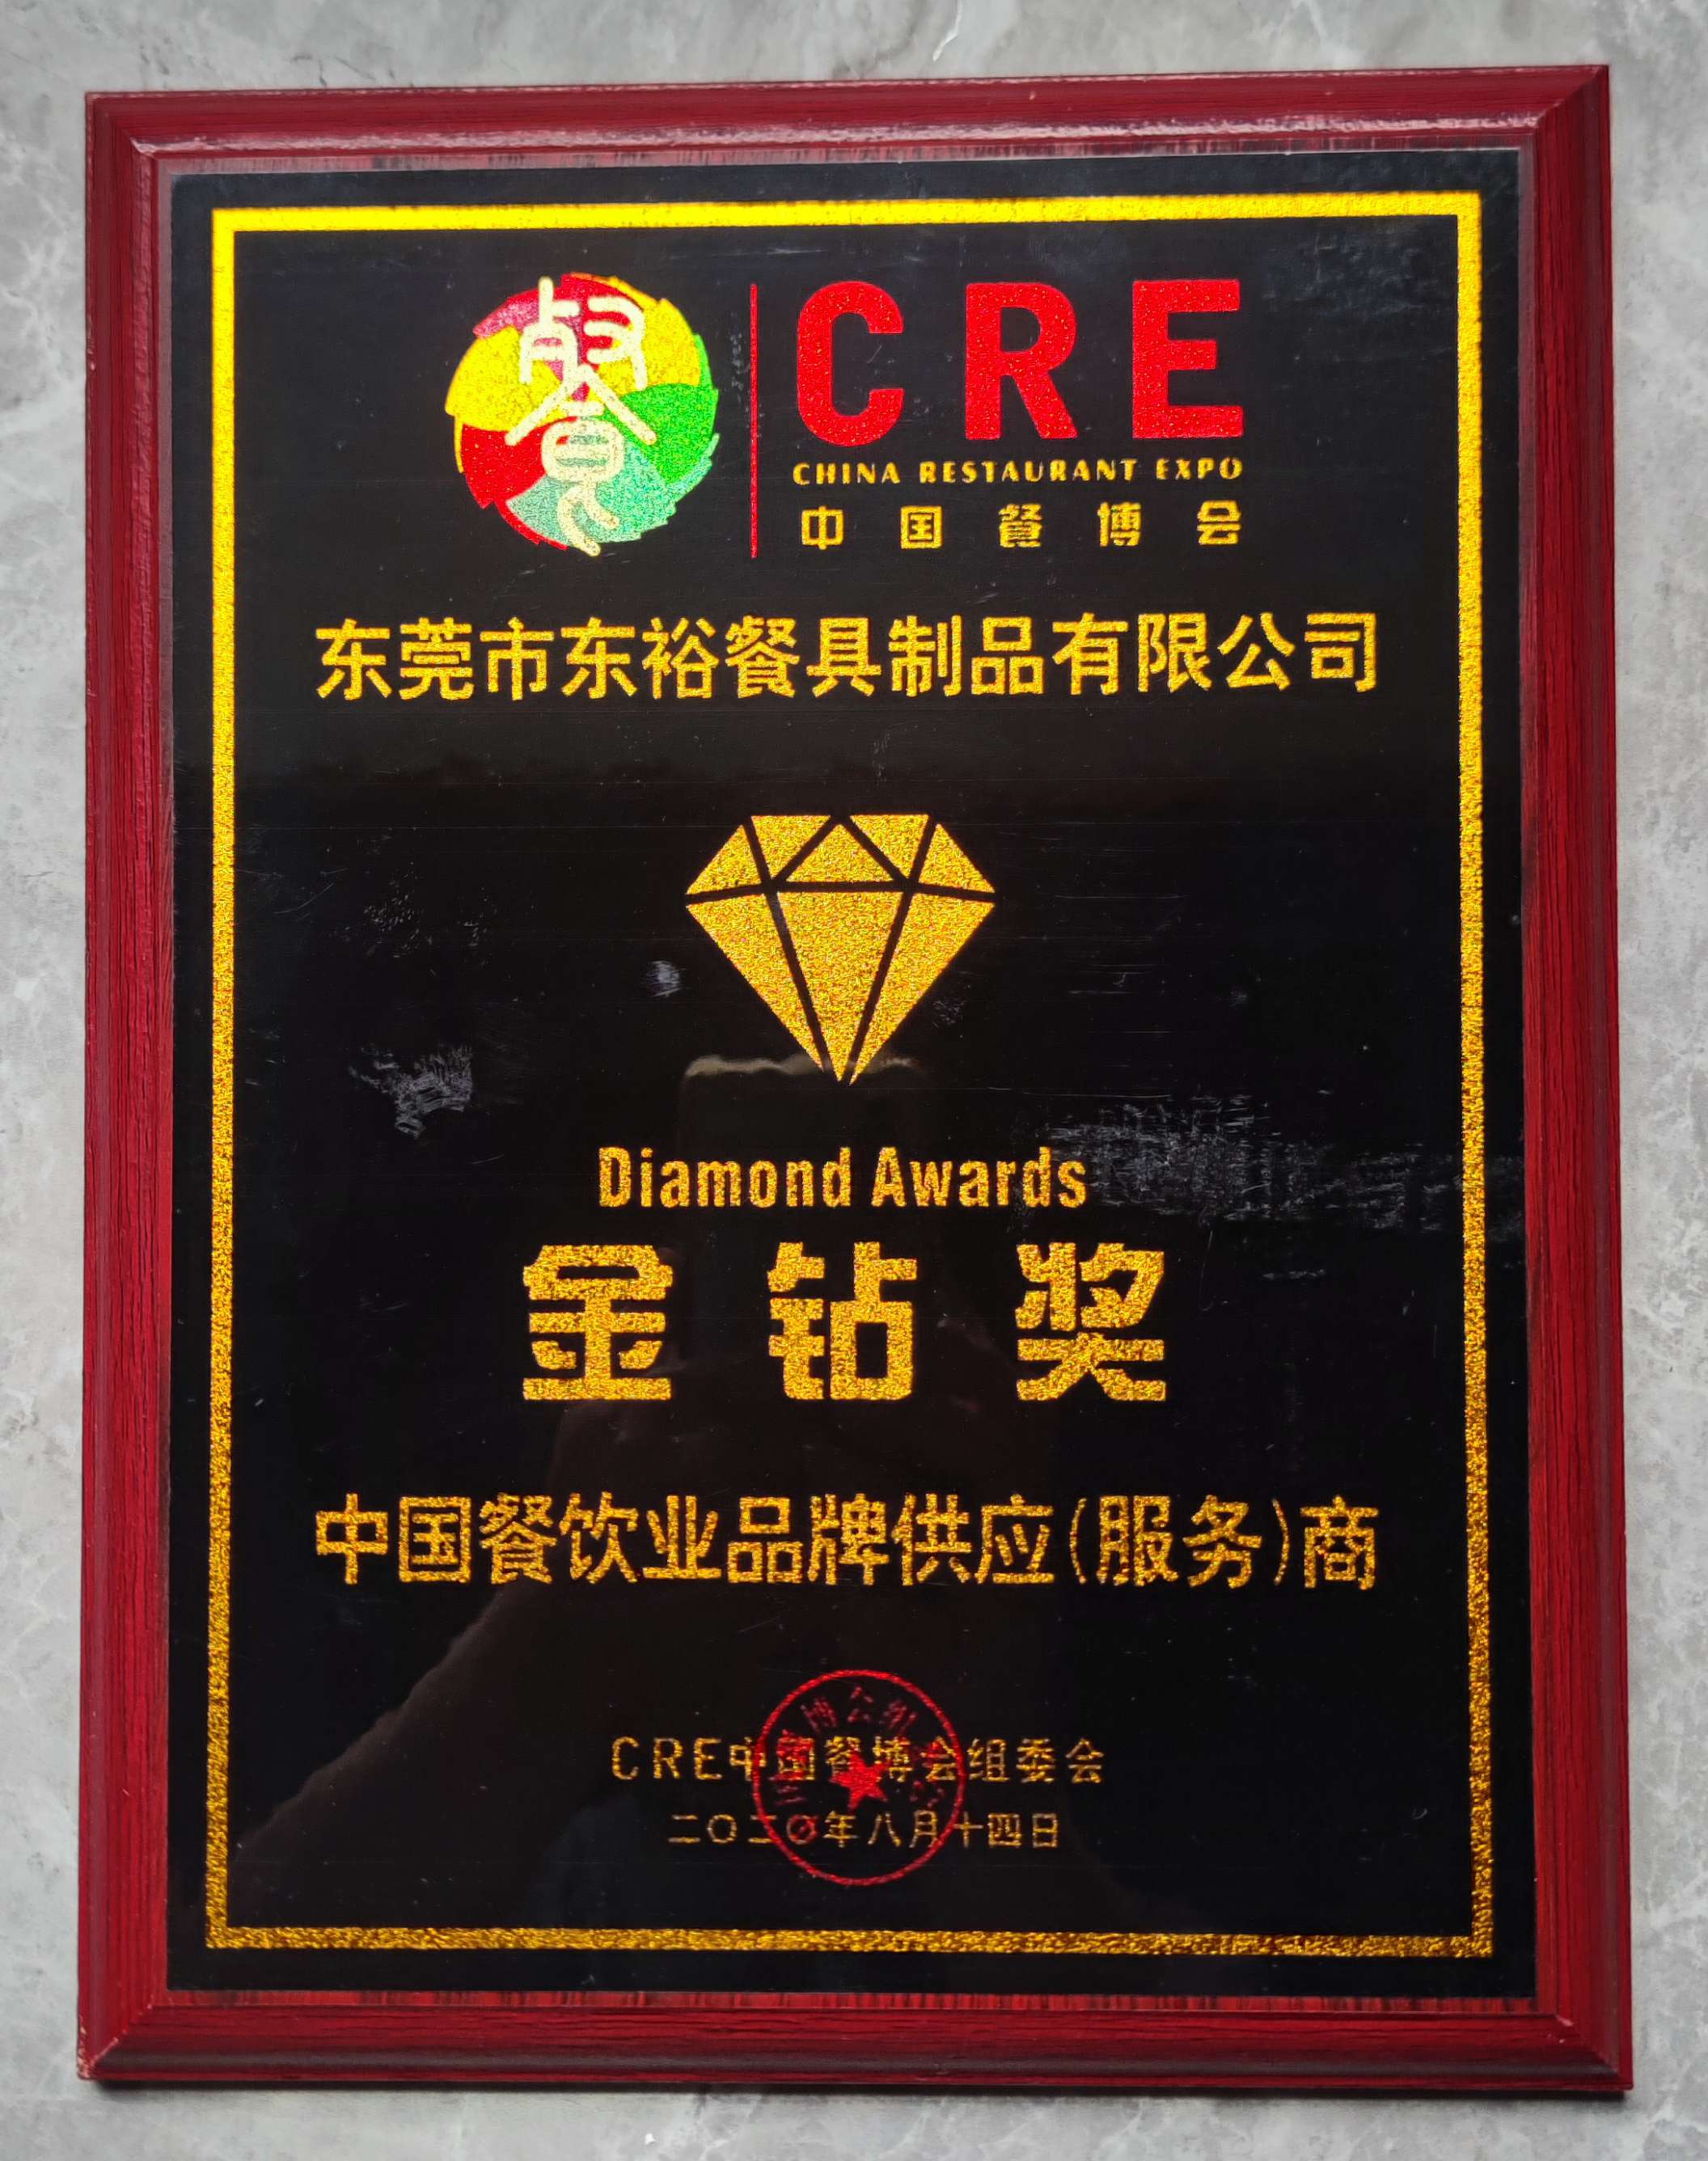 餐
CRE
CHINA RESTAURANT EXPO
中国餐博会
东莞市东裕餐具制品有限公司
Diamond Awards
金钻奖
中国餐饮业品牌供应(服务)商
CRE中国餐博会组委会
二〇二〇年八月十四日